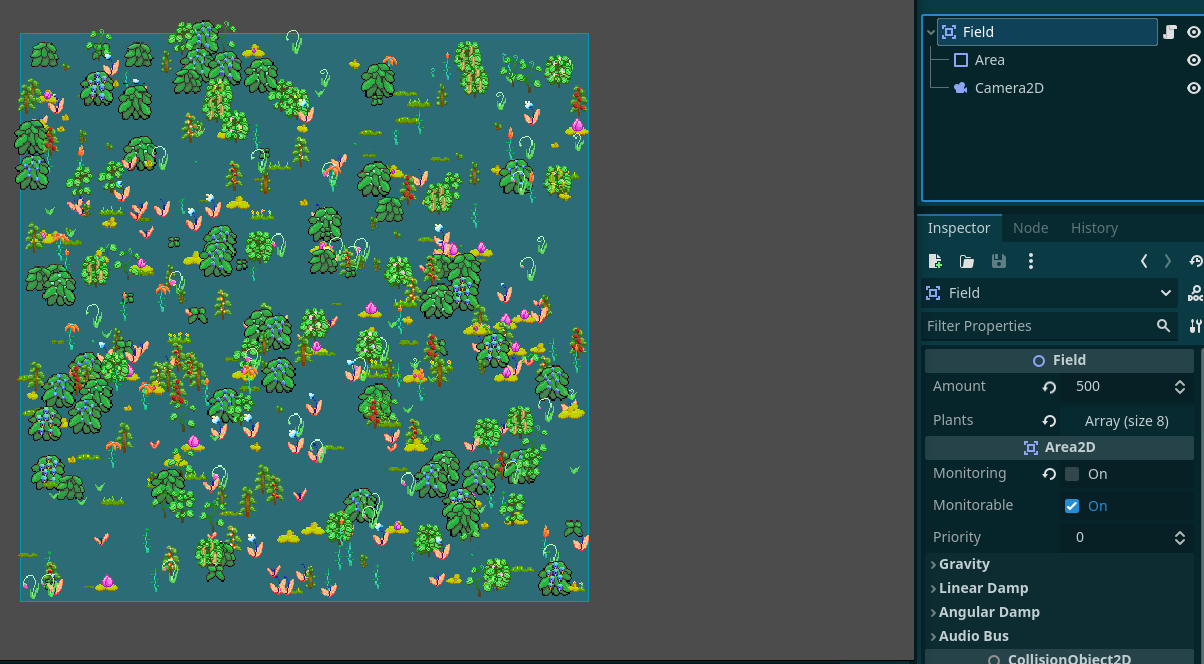 Field
Area
Camera2D
Inspector Node History
Field
Filter Properties
Field
Amount 500
Plants Array (size 8)
Area2D
Monitoring On
Monitorable On
Priority 0
Gravity
Linear Damp
Angular Damp
Audio Bus
CollisionObject2D